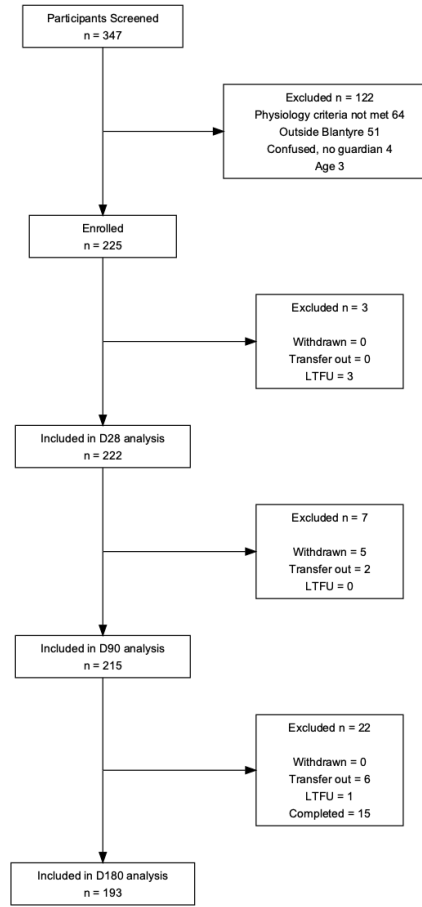 Participants Screened
n = 347
Excluded n = 122
Physiology criteria not met 64
Outside Blantyre 51
Confused, no guardian 4
Age 3
Enrolled
n = 225
Excluded n = 3
Withdrawn = 0
Transfer out = 0
LTFU = 3
Included in D28 analysis
n = 222
Excluded n = 7
Withdrawn = 5
Transfer out = 2
LTFU = 0
Included in D90 analysis
n = 215
Excluded n = 22
Withdrawn = 0
Transfer out = 6
LTFU = 1
Completed = 15
Included in D180 analysis
n = 193